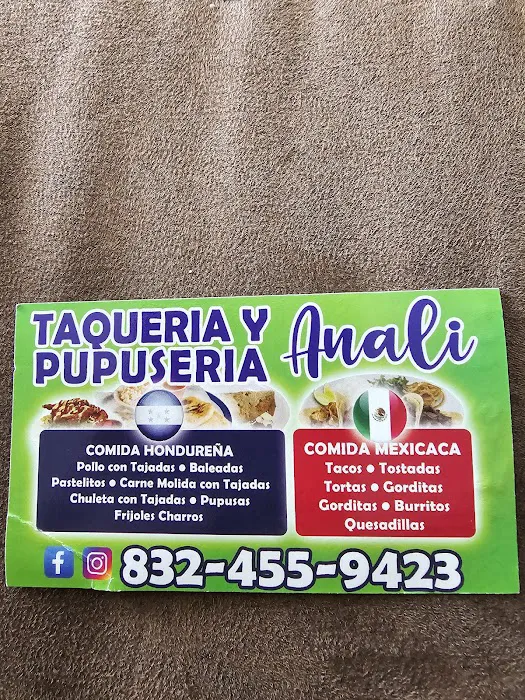 TAQUERIA Y
PUPUSERIA
Anali
COMIDA HONDUREÑA
Pollo con Tajadas • Baleadas
Pastelitos • Carne Molida con Tajadas
Chuleta con Tajadas • Pupusas
Frijoles Charros
COMIDA MEXICACA
Tacos • Tostadas
Tortas • Gorditas
Gorditas • Burritos
Quesadillas
832-455-9423